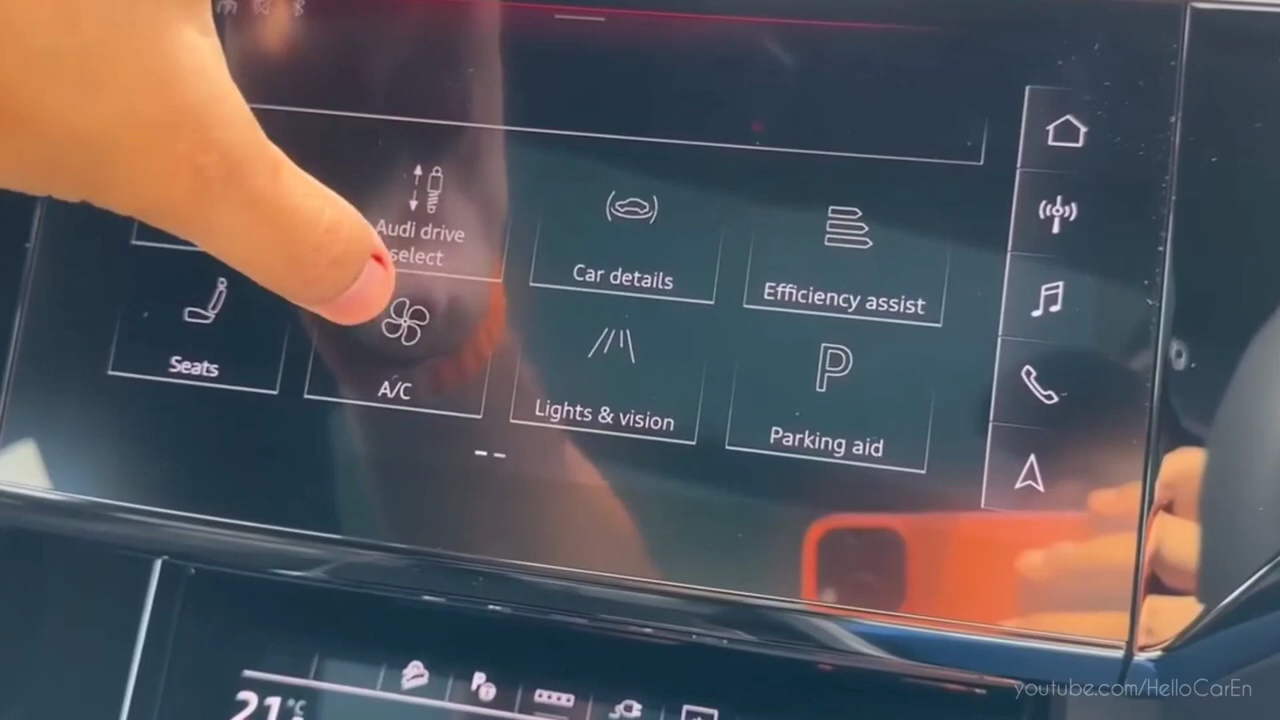 Audi drive
select
Car details
Efficiency assist
Seats
A/C
Lights & vision
P
Parking aid
21°C
P
youtube.com/HelloCarEn